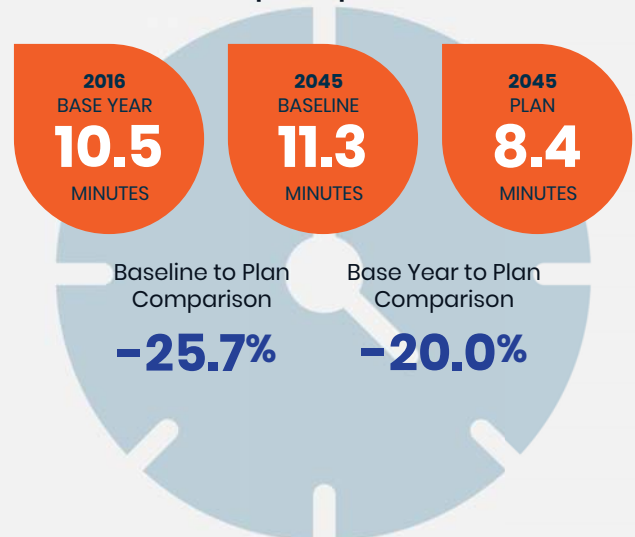 2016
BASE YEAR
10.5
MINUTES
2045
BASELINE
11.3
MINUTES
2045
PLAN
8.4
MINUTES
Baseline to Plan
Comparison
-25.7%
Base Year to Plan
Comparison
-20.0%